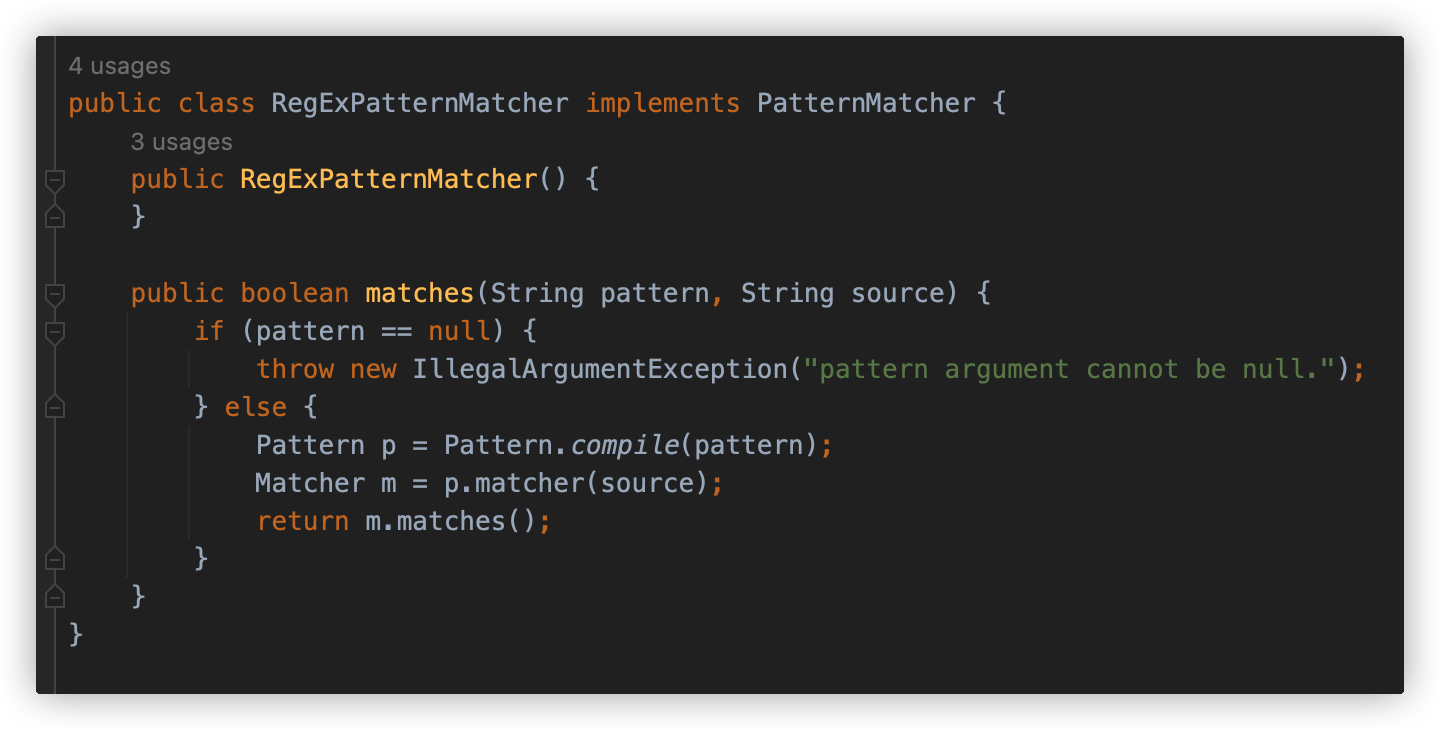 4 usages
public class RegExPatternMatcher implements PatternMatcher {
3 usages
public RegExPatternMatcher() {
}
public boolean matches(String pattern, String source) {
if (pattern == null) {
throw new IllegalArgumentException("pattern argument cannot be null.");
} else {
Pattern p = Pattern.compile(pattern);
Matcher m = p.matcher(source);
return m.matches();
}
}
}